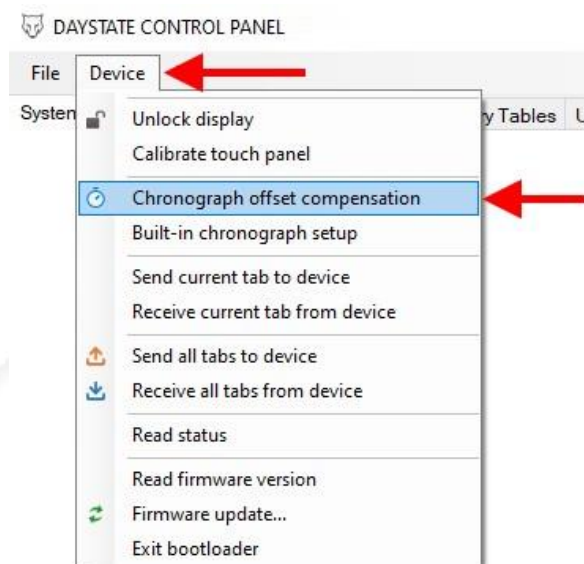 DAYSTATE CONTROL PANEL
File Device
System y Tables U
Unlock display
Calibrate touch panel
Chronograph offset compensation
Built-in chronograph setup
Send current tab to device
Receive current tab from device
Send all tabs to device
Receive all tabs from device
Read status
Read firmware version
Firmware update...
Exit bootloader